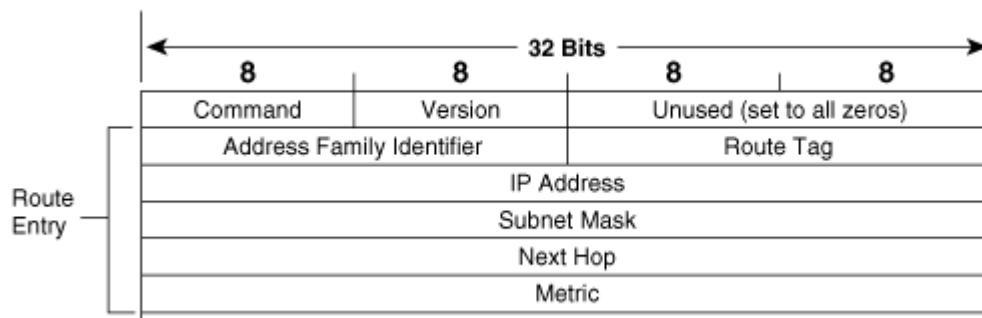 32 Bits
8 8 8 8
Command Version Unused (set to all zeros)
Address Family Identifier Route Tag
IP Address
Route Entry
Subnet Mask
Next Hop
Metric